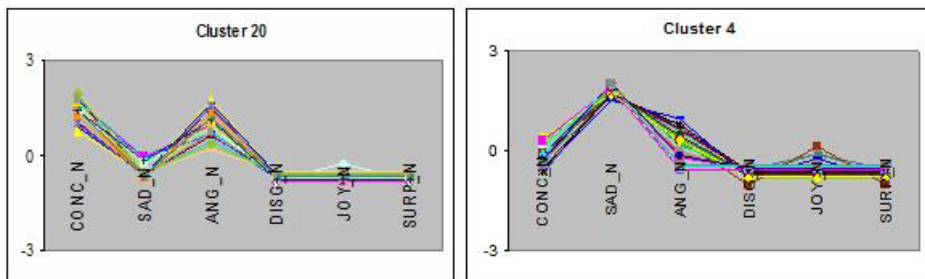 Cluster 20
3
0
-3
CONC_N
SAD_N
ANG_N
DISG_N
JOY_N
SURP_N
Cluster 4
3
0
-3
CONC_N
SAD_N
ANG_N
DISG_N
JOY_N
SURP_N